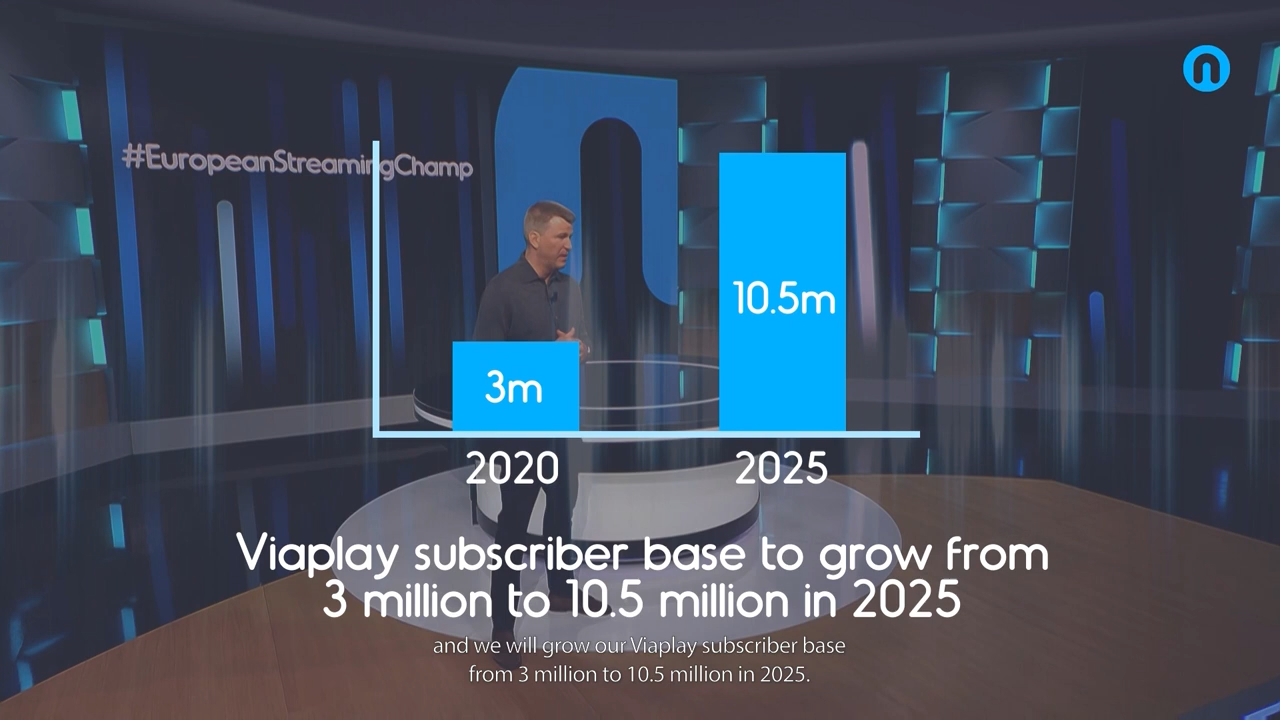 #EuropeanStreamingChamp
10.5m
3m
2020 2025
Viaplay subscriber base to grow from
3 million to 10.5 million in 2025
and we will grow our Viaplay subscriber base
from 3 million to 10.5 million in 2025.